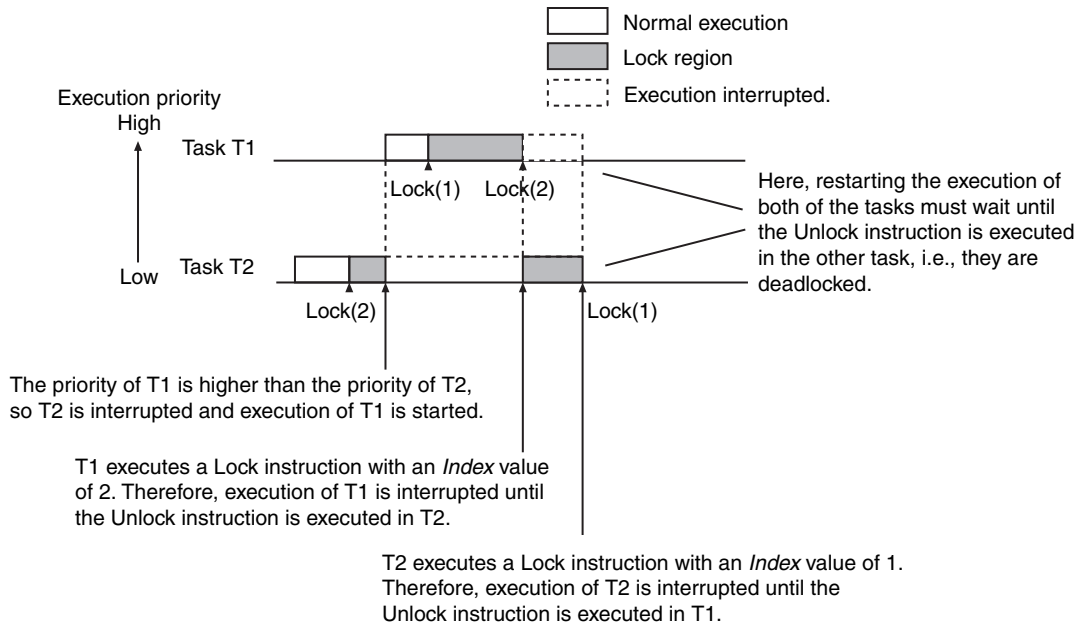 Normal execution
Lock region
Execution interrupted.
Execution priority
High
Task T1
Lock(1)
Lock(2)
Here, restarting the execution of
both of the tasks must wait until
the Unlock instruction is executed
in the other task, i.e., they are
deadlocked.
Low
Task T2
Lock(2)
Lock(1)
The priority of T1 is higher than the priority of T2,
so T2 is interrupted and execution of T1 is started.
T1 executes a Lock instruction with an Index value
of 2. Therefore, execution of T1 is interrupted until
the Unlock instruction is executed in T2.
T2 executes a Lock instruction with an Index value of 1.
Therefore, execution of T2 is interrupted until the
Unlock instruction is executed in T1.